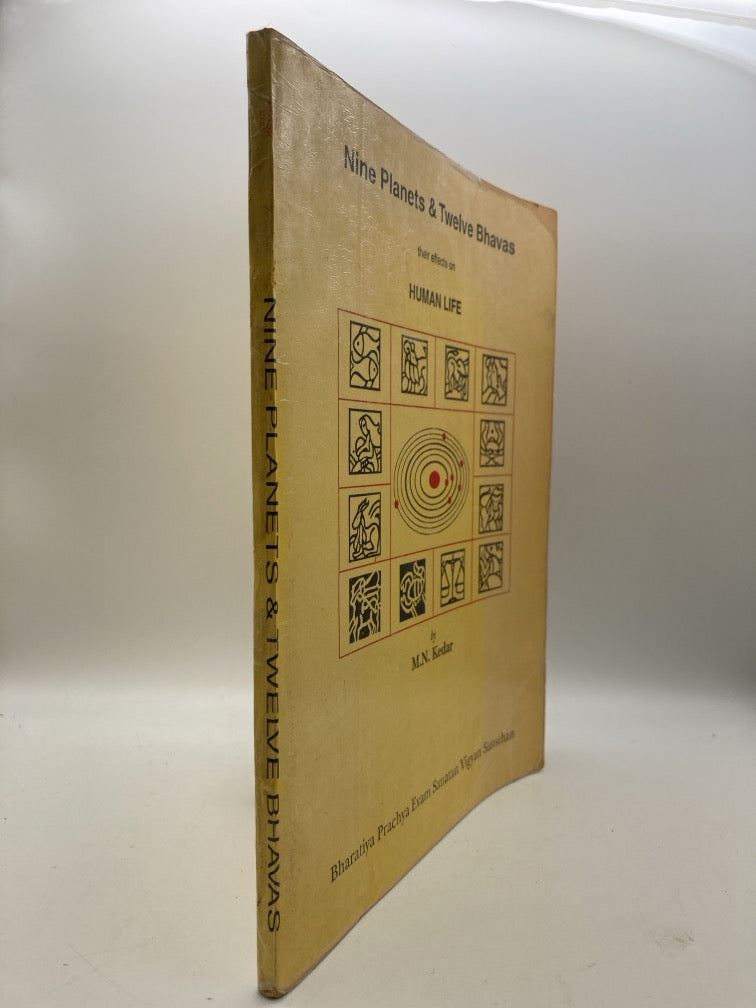 Nine Planets & Twelve Bhavas
their effects on
HUMAN LIFE
by
M.N. Kedar
Bharatiya Prachya Evam Sanatan Vigyan Sansthan
NINE PLANETS & TWELVE BHAVAS